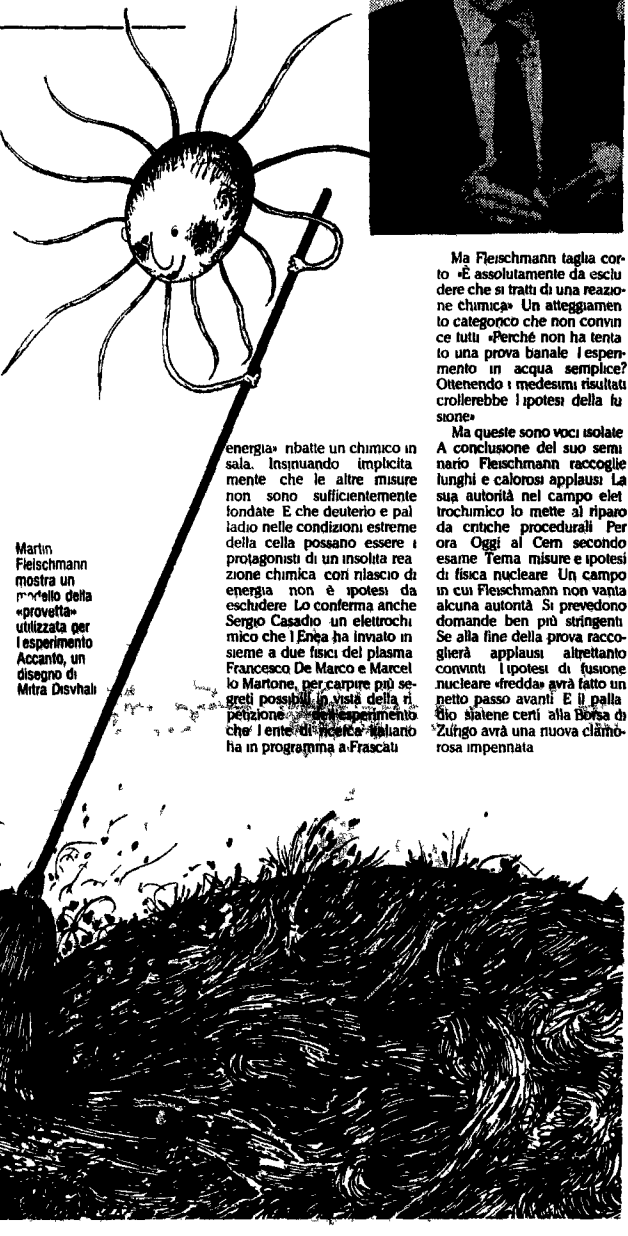 Martin
Fleischmann
mostra un
modello della
«provetta»
utilizzata per
l esperimento
Accanto, un
disegno di
Mitra Disvhali
energia» ribatte un chimico in
sala. Insinuando implicita
mente che le altre misure
non sono sufficientemente
fondate E che deuterio e pal
ladio nelle condizioni estreme
della cella possano essere i
protagonisti di un insolita rea
zione chimica con rilascio di
energia non è ipotesi da
escludere Lo conferma anche
Sergio Casadio un elettrochi
mico che l Enea ha inviato in
sieme a due fisici del plasma
Francesco De Marco e Marcel
lo Martone, per carpire più se-
greti possibili in vista della ri
petizione dell'esperimento
che l ente di ricerca italiano
ha in programma a Frascati
Ma Fleischmann taglia cor-
to «È assolutamente da esclu
dere che si tratti di una reazio-
ne chimica» Un atteggiamen
to categorico che non convin
ce tutti «Perché non ha tenta
to una prova banale l esperi-
mento in acqua semplice?
Ottenendo i medesimi risultati
crollerebbe l ipotesi della fu
sione»
Ma queste sono voci isolate
A conclusione del suo semi
nario Fleischmann raccoglie
lunghi e calorosi applausi La
sua autorità nel campo elet
trochimico lo mette al riparo
da critiche procedurali Per
ora Oggi al Cern secondo
esame Tema misure e ipotesi
di fisica nucleare Un campo
in cui Fleischmann non vanta
alcuna autorità Si prevedono
domande ben più stringenti
Se alla fine della prova racco-
glierà applausi altrettanto
convinti l ipotesi di fusione
nucleare «fredda» avrà fatto un
netto passo avanti E il palla
dio siatene certi alla Borsa di
Zurigo avrà una nuova clamo-
rosa impennata